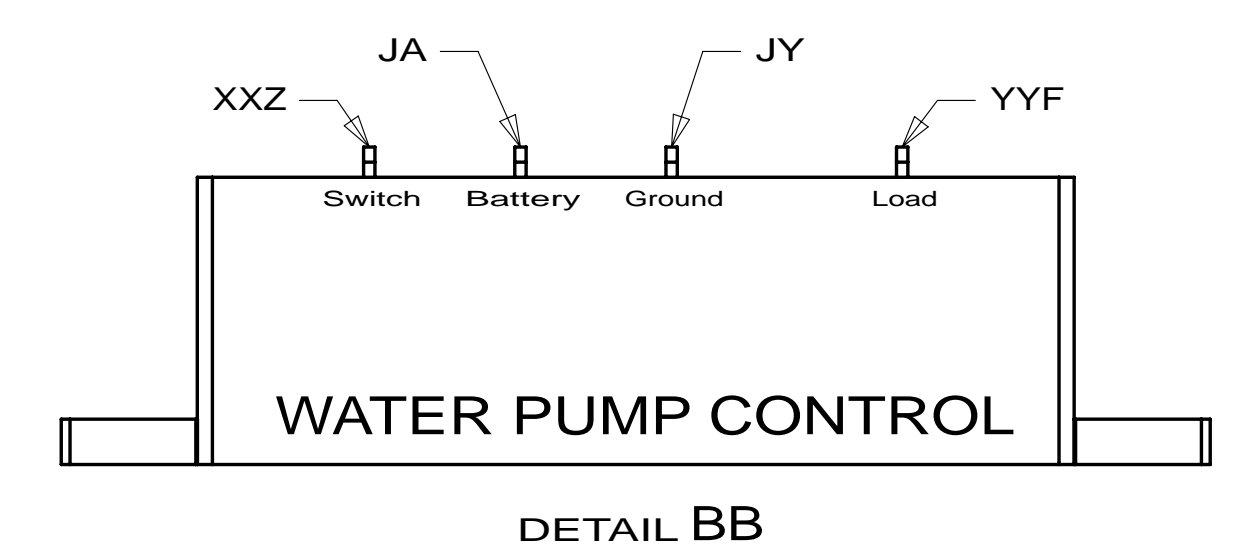 JA JY
XXZ YYF
Switch Battery Ground Load
WATER PUMP CONTROL
DETAIL BB